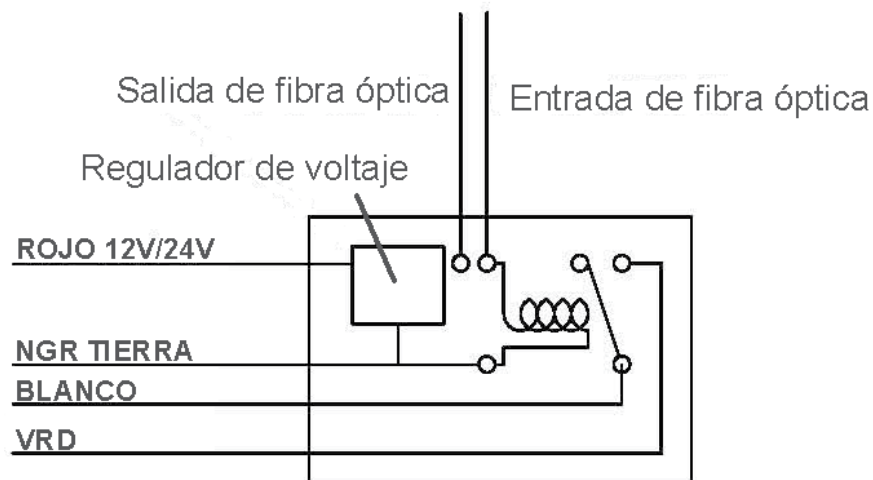 Salida de fibra óptica
Entrada de fibra óptica
Regulador de voltaje
ROJO 12V/24V
NGR TIERRA
BLANCO
VRD